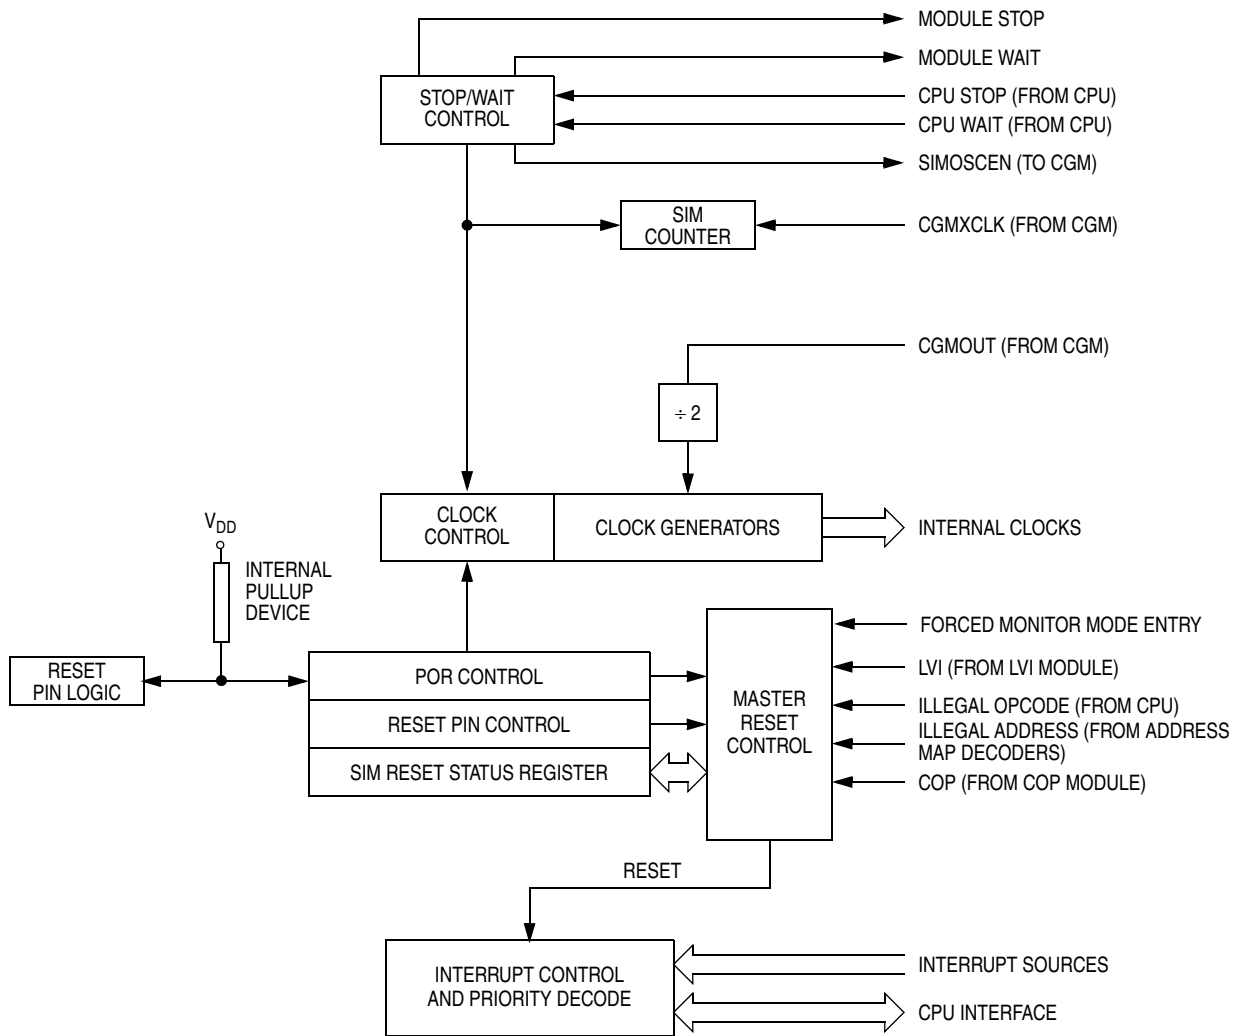 MODULE STOP
MODULE WAIT
STOP/WAIT
CONTROL
CPU STOP (FROM CPU)
CPU WAIT (FROM CPU)
SIMOSCEN (TO CGM)
SIM
COUNTER
CGMXCLK (FROM CGM)
CGMOUT (FROM CGM)
÷ 2
CLOCK
CONTROL
CLOCK GENERATORS
INTERNAL CLOCKS
VDD
INTERNAL
PULLUP
DEVICE
RESET
PIN LOGIC
POR CONTROL
RESET PIN CONTROL
SIM RESET STATUS REGISTER
MASTER
RESET
CONTROL
FORCED MONITOR MODE ENTRY
LVI (FROM LVI MODULE)
ILLEGAL OPCODE (FROM CPU)
ILLEGAL ADDRESS (FROM ADDRESS
MAP DECODERS)
COP (FROM COP MODULE)
RESET
INTERRUPT CONTROL
AND PRIORITY DECODE
INTERRUPT SOURCES
CPU INTERFACE